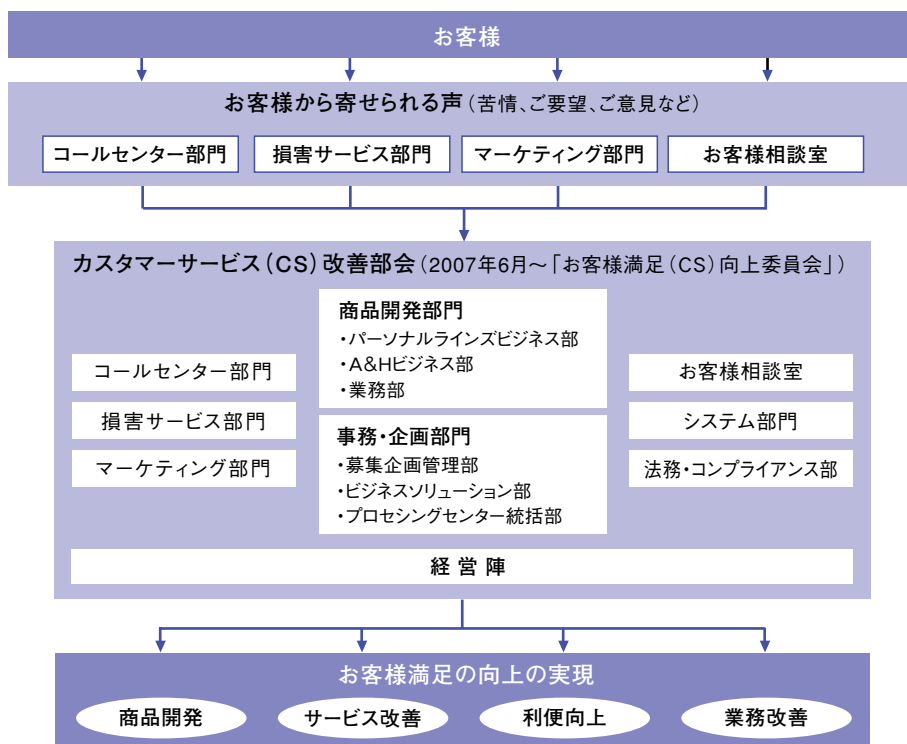 お客様
お客様から寄せられる声（苦情、ご要望、ご意見など）
コールセンター部門
損害サービス部門
マーケティング部門
お客様相談室
カスタマーサービス（CS）改善部会（2007年6月～「お客様満足（CS）向上委員会」）
コールセンター部門
損害サービス部門
マーケティング部門
商品開発部門
・パーソナルラインズビジネス部
・A&Hビジネス部
・業務部
事務・企画部門
・募集企画管理部
・ビジネスソリューション部
・プロセシングセンター統括部
お客様相談室
システム部門
法務・コンプライアンス部
経営陣
お客様満足の向上の実現
商品開発
サービス改善
利便向上
業務改善